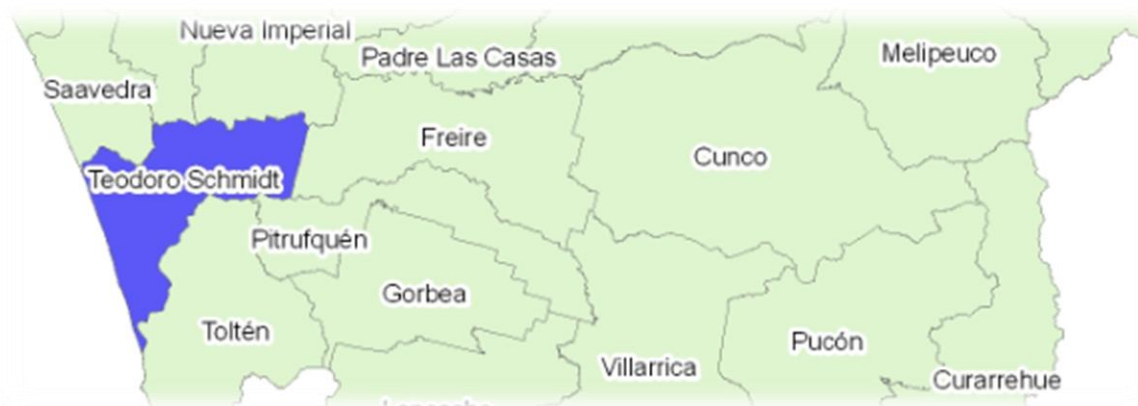 Nueva Imperial
Padre Las Casas
Melipeuco
Saavedra
Freire
Cunco
Teodoro Schmidt
Pitrufquén
Gorbea
Toltén
Pucón
Villarrica
Curarrehue